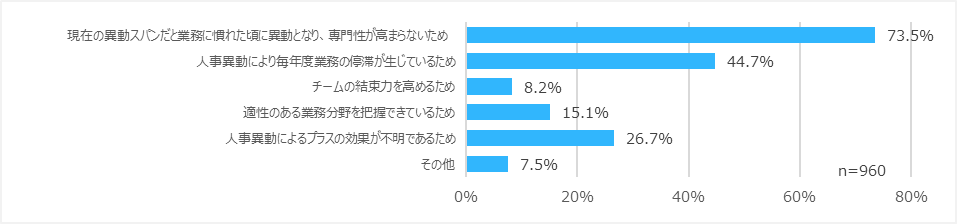 現在の異動スパンだと業務に慣れた頃に異動となり、専門性が高まらないため 73.5%
人事異動により毎年度業務の停滞が生じているため 44.7%
チームの結束力を高めるため 8.2%
適性のある業務分野を把握できているため 15.1%
人事異動によるプラスの効果が不明であるため 26.7%
その他 7.5%
n=960
0% 20% 40% 60% 80%